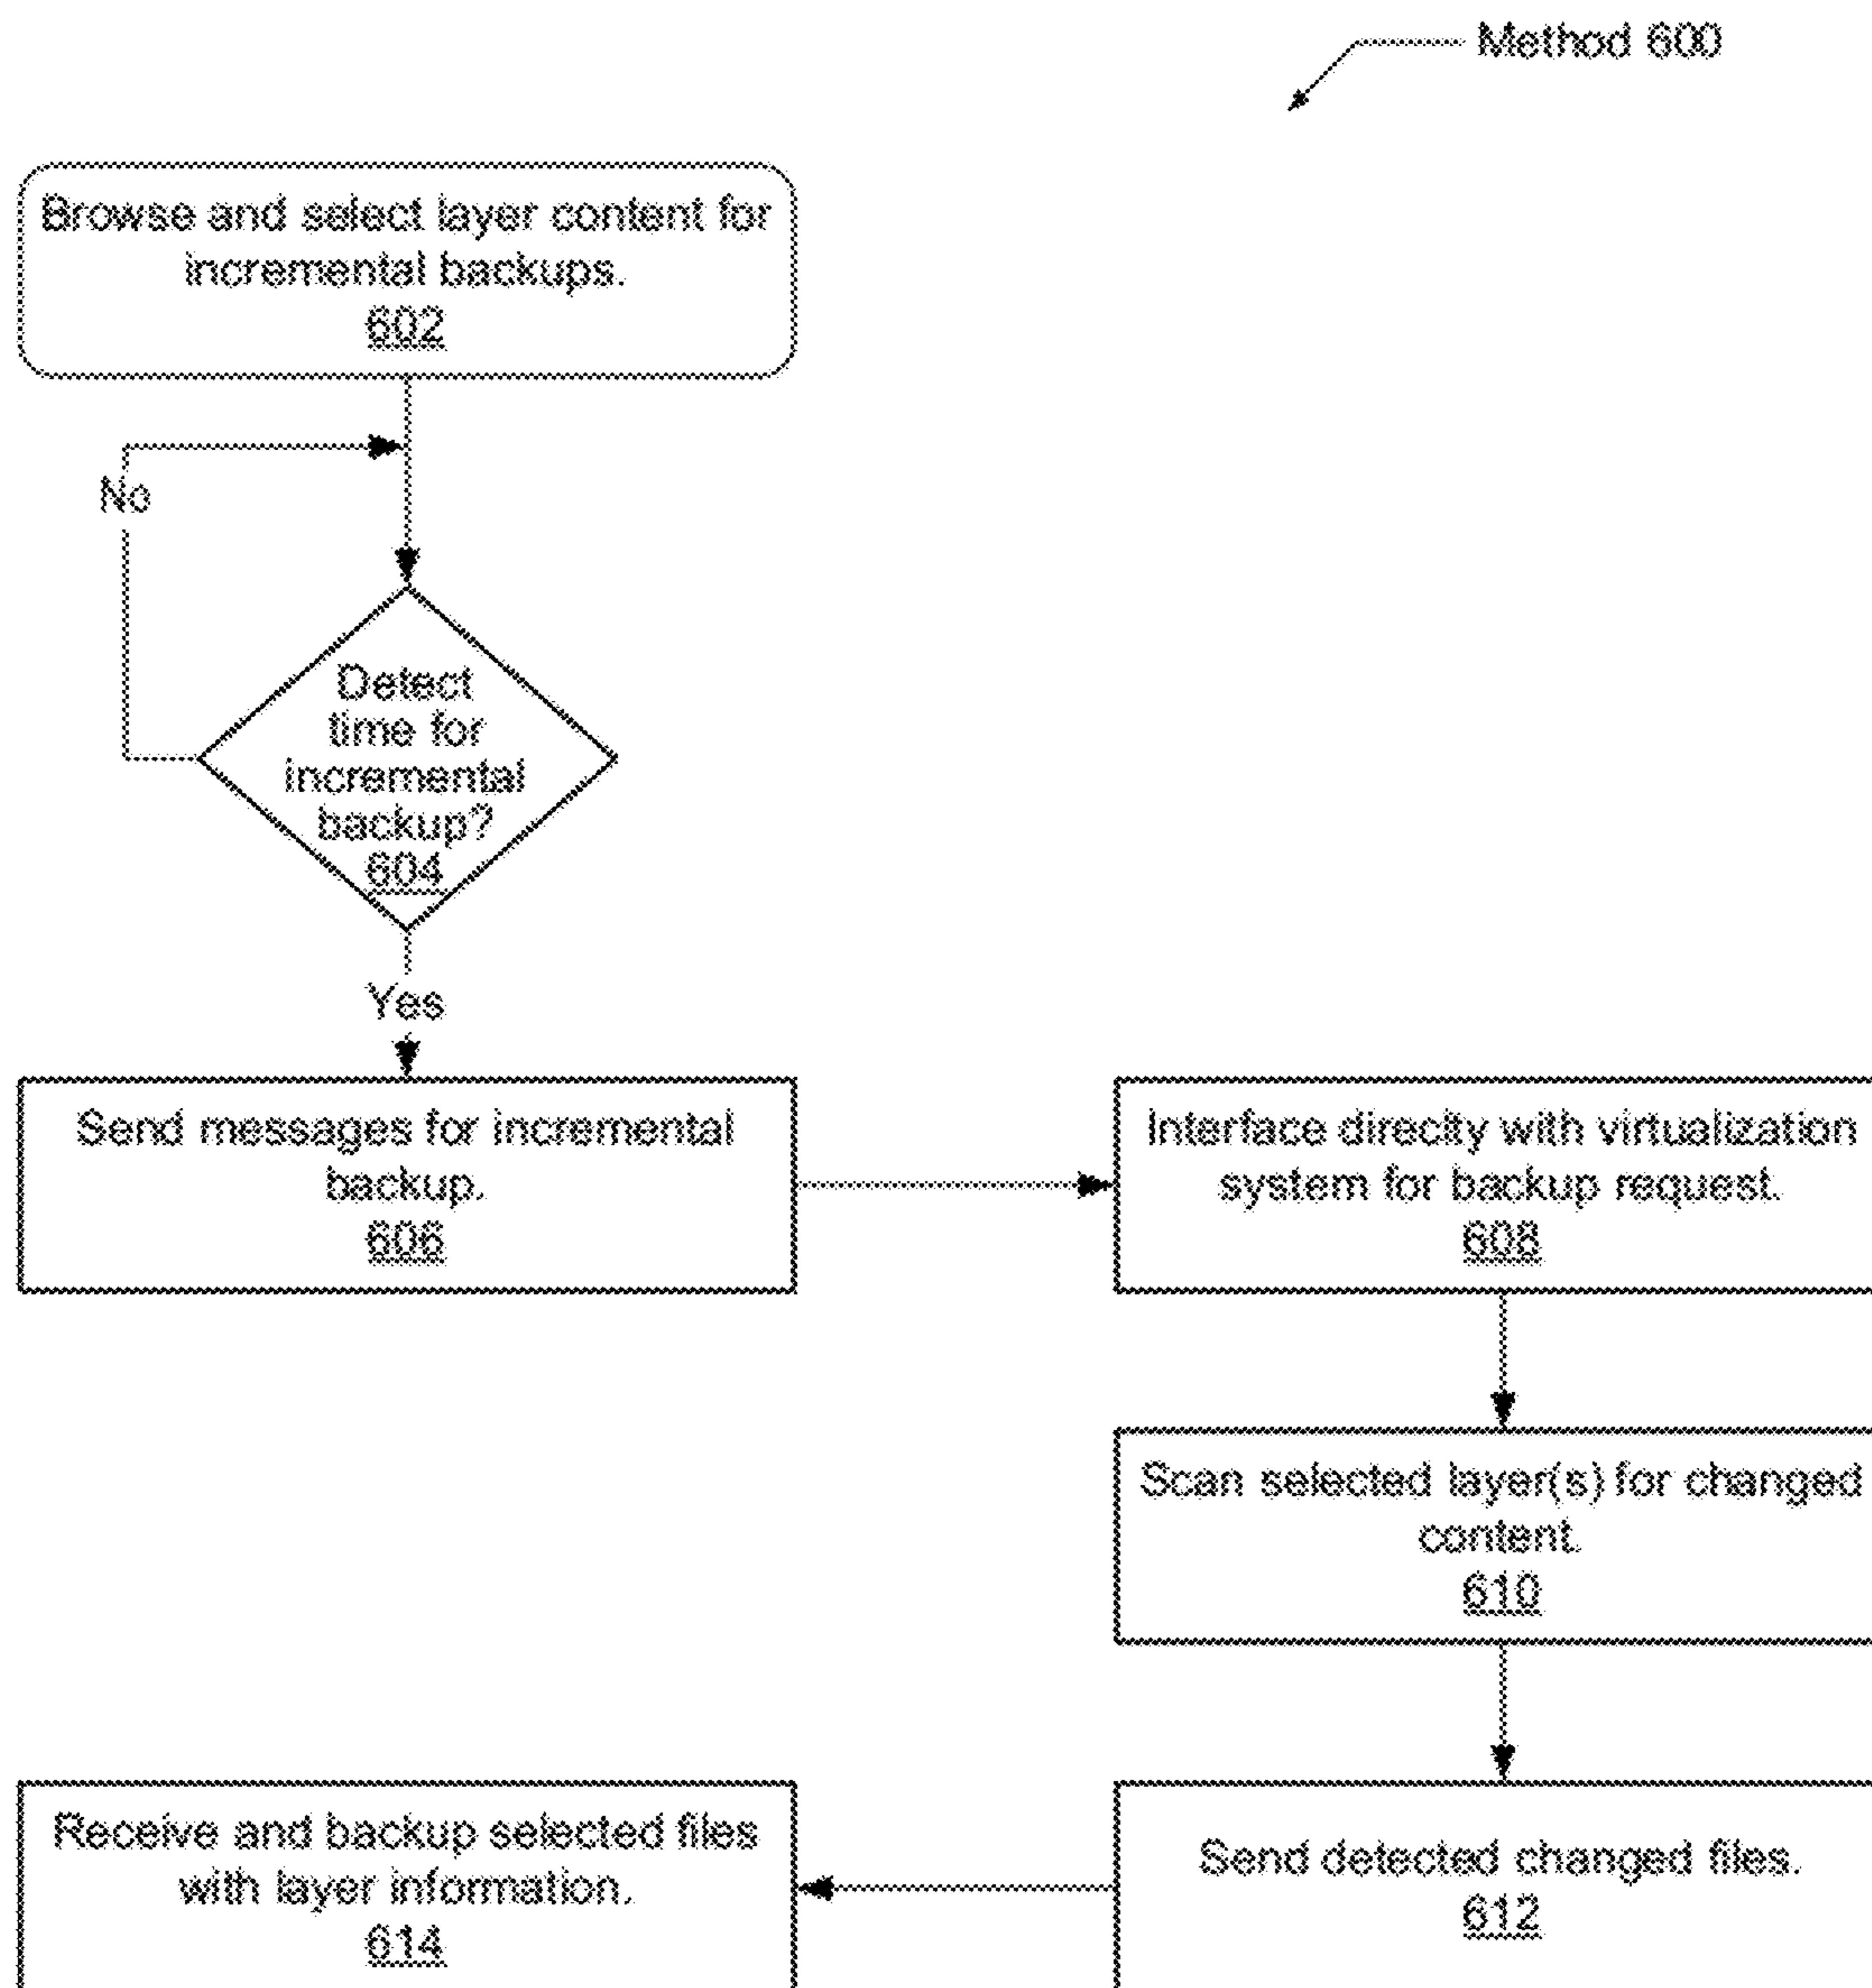 Method 600
Browse and select layer content for
incremental backups.
602
No
Detect
time for
incremental
backup?
604
Yes
Send messages for incremental
backup.
606
Interface direclty with virtualization
system for backup request.
608
Scan selected layer(s) for changed
content.
610
Send detected changed files.
612
Receive and backup selected files
with layer information.
614